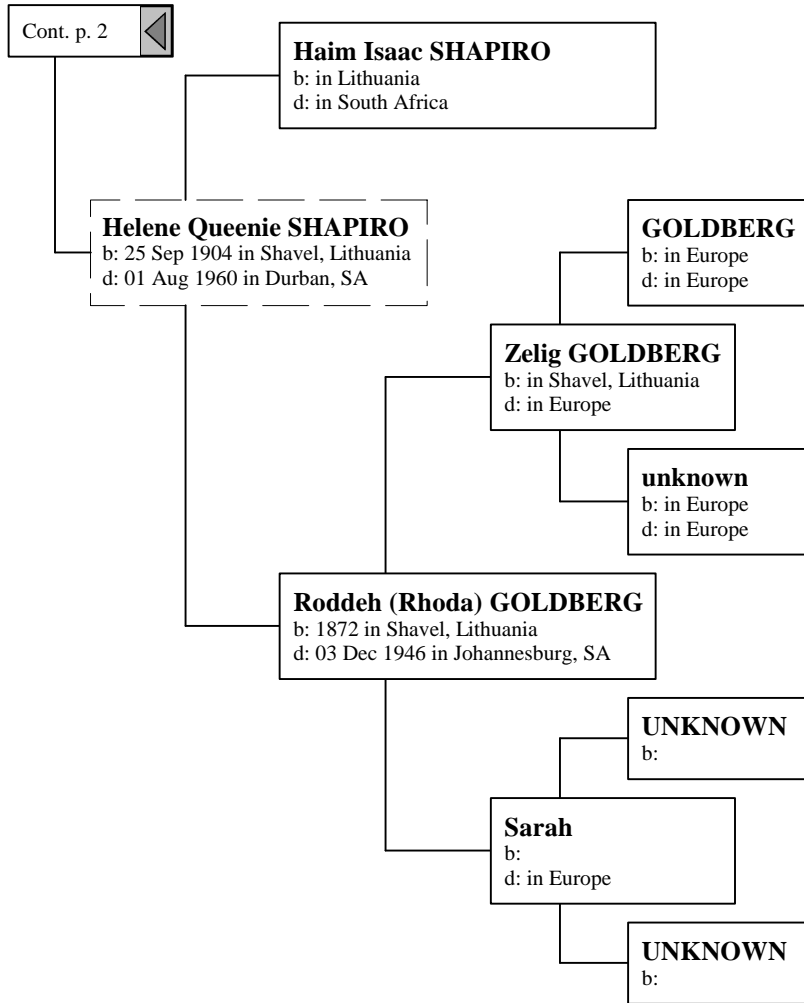 Cont. p. 2
Haim Isaac SHAPIRO
b: in Lithuania
d: in South Africa
Helene Queenie SHAPIRO
b: 25 Sep 1904 in Shavel, Lithuania
d: 01 Aug 1960 in Durban, SA
GOLDBERG
b: in Europe
d: in Europe
Zelig GOLDBERG
b: in Shavel, Lithuania
d: in Europe
unknown
b: in Europe
d: in Europe
Roddeh (Rhoda) GOLDBERG
b: 1872 in Shavel, Lithuania
d: 03 Dec 1946 in Johannesburg, SA
UNKNOWN
b:
Sarah
b:
d: in Europe
UNKNOWN
b: